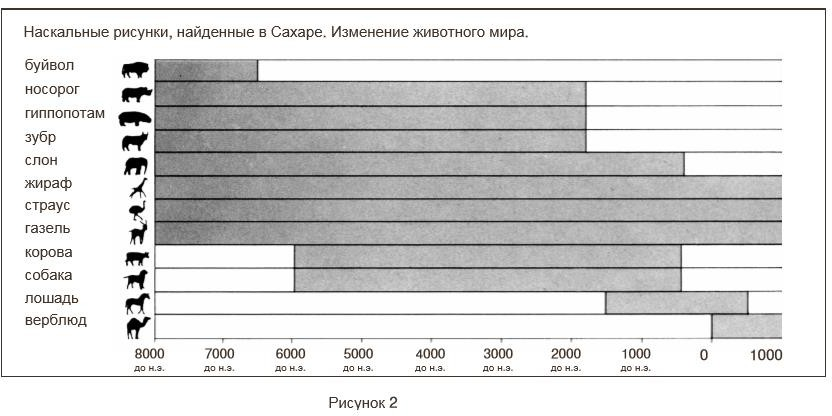 Наскальные рисунки, найденные в Сахаре. Изменение животного мира.
буйвол
носорог
гиппопотам
зубр
слон
жираф
страус
газель
корова
собака
лошадь
верблюд
8000 7000 6000 5000 4000 3000 2000 1000 0 1000
до н.э. до н.э. до н.э. до н.э. до н.э. до н.э. до н.э. до н.э.
Рисунок 2